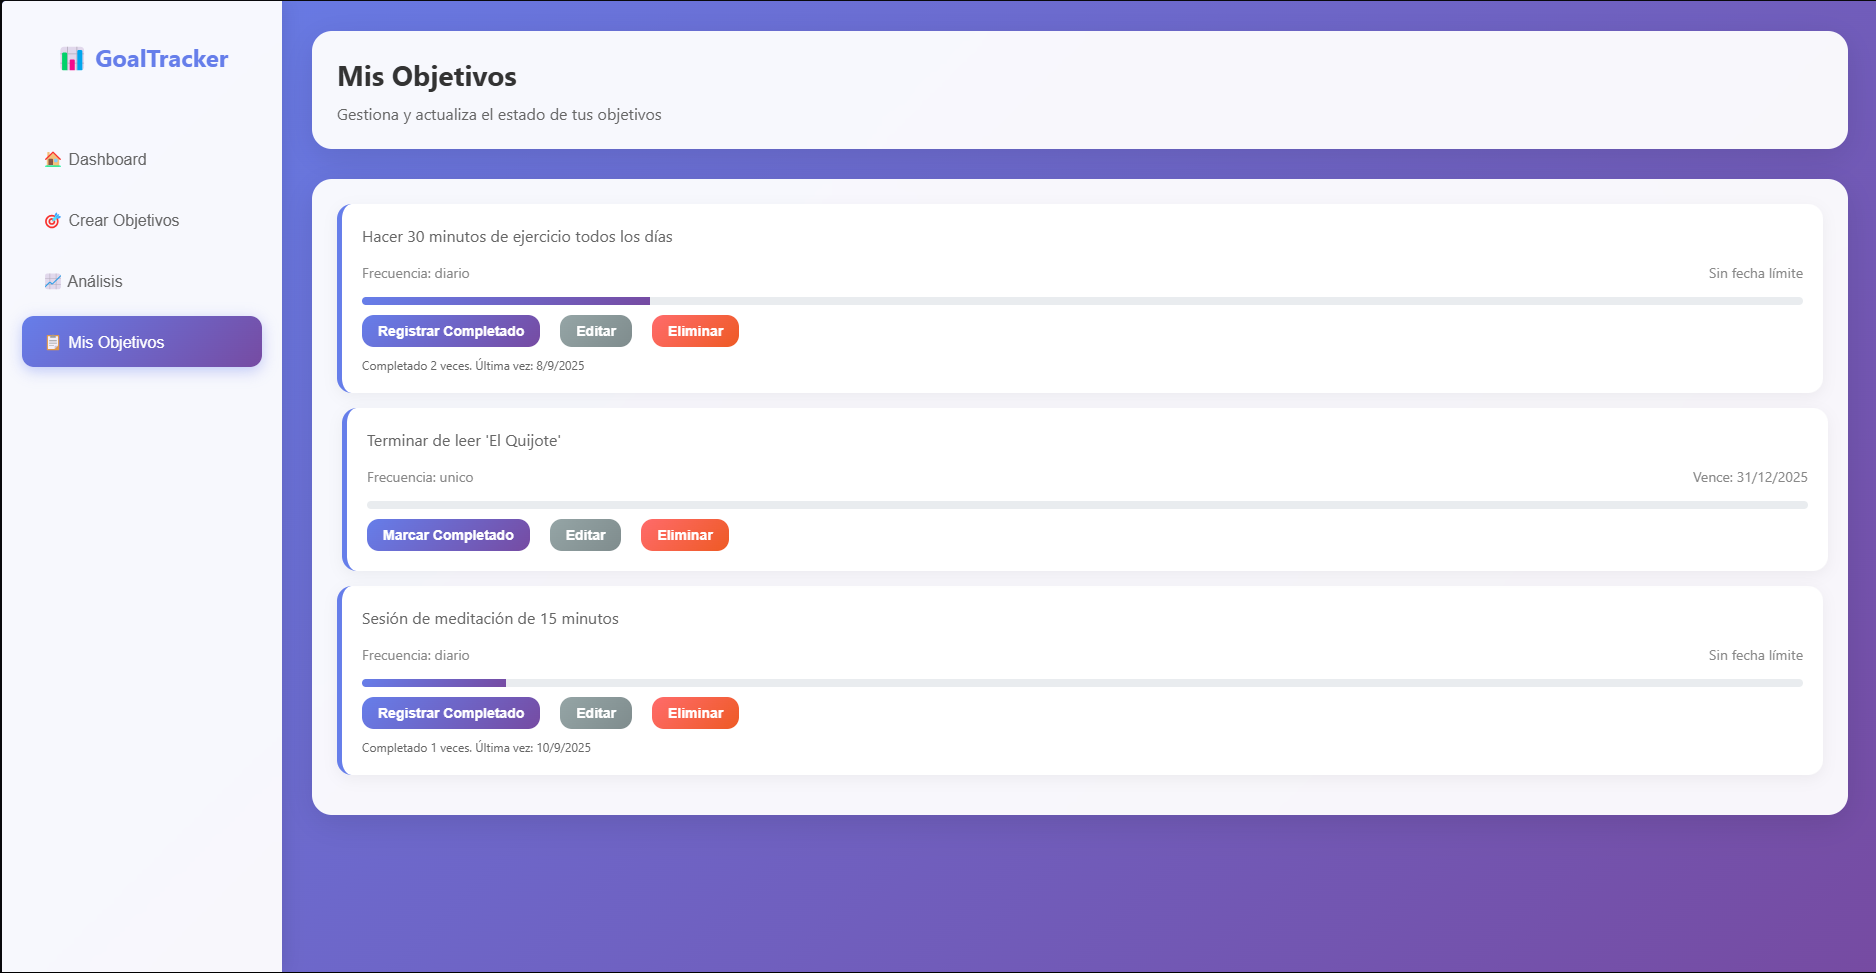 GoalTracker
Dashboard
Crear Objetivos
Análisis
Mis Objetivos
Mis Objetivos
Gestiona y actualiza el estado de tus objetivos
Hacer 30 minutos de ejercicio todos los días
Frecuencia: diario Sin fecha límite
Registrar Completado Editar Eliminar
Completado 2 veces. Última vez: 8/9/2025
Terminar de leer 'El Quijote'
Frecuencia: unico Vence: 31/12/2025
Marcar Completado Editar Eliminar
Sesión de meditación de 15 minutos
Frecuencia: diario Sin fecha límite
Registrar Completado Editar Eliminar
Completado 1 veces. Última vez: 10/9/2025